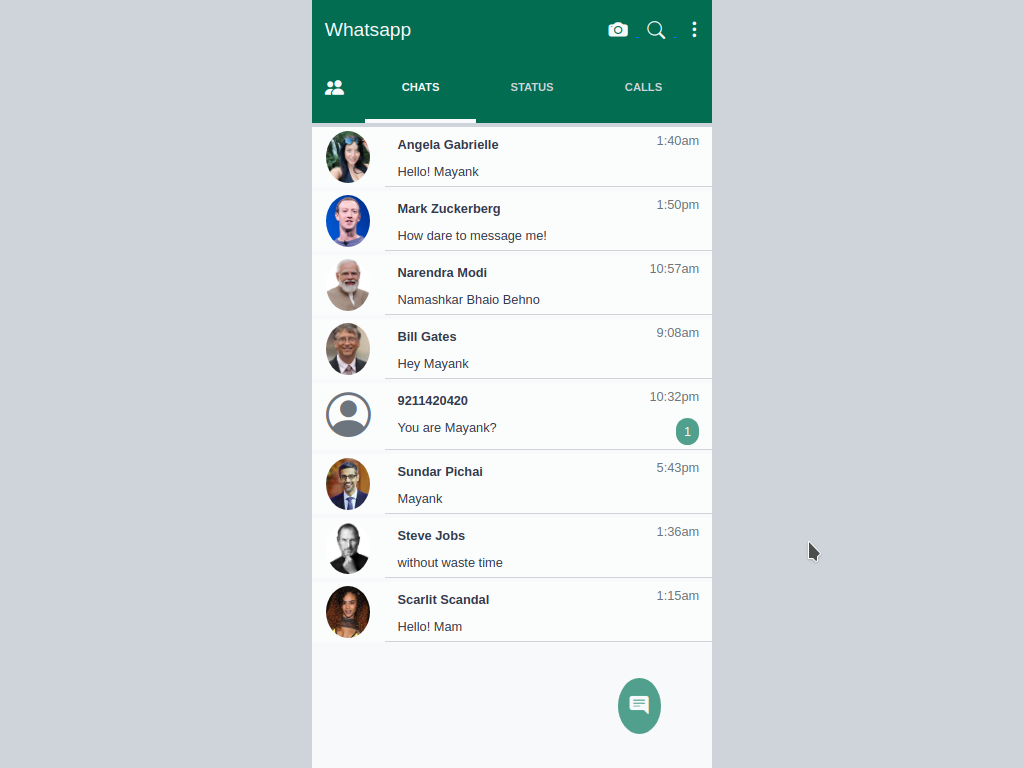 Whatsapp
CHATS STATUS CALLS
Angela Gabrielle 1:40am
Hello! Mayank
Mark Zuckerberg 1:50pm
How dare to message me!
Narendra Modi 10:57am
Namashkar Bhaio Behno
Bill Gates 9:08am
Hey Mayank
9211420420 10:32pm
You are Mayank? 1
Sundar Pichai 5:43pm
Mayank
Steve Jobs 1:36am
without waste time
Scarlit Scandal 1:15am
Hello! Mam